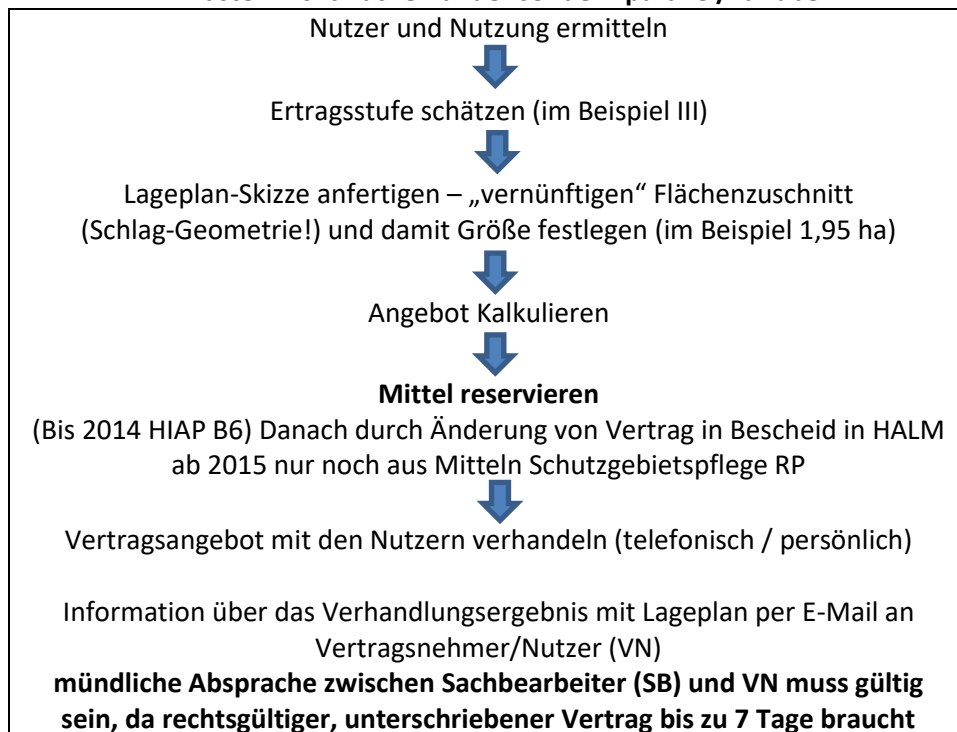 Nutzer und Nutzung ermitteln
Ertragsstufe schätzen (im Beispiel III)
Lageplan-Skizze anfertigen – „vernünftigen“ Flächenzuschnitt
(Schlag-Geometrie!) und damit Größe festlegen (im Beispiel 1,95 ha)
Angebot Kalkulieren
Mittel reservieren
(Bis 2014 HIAP B6) Danach durch Änderung von Vertrag in Bescheid in HALM
ab 2015 nur noch aus Mitteln Schutzgebietspflege RP
Vertragsangebot mit den Nutzern verhandeln (telefonisch / persönlich)
Information über das Verhandlungsergebnis mit Lageplan per E-Mail an
Vertragsnehmer/Nutzer (VN)
mündliche Absprache zwischen Sachbearbeiter (SB) und VN muss gültig
sein, da rechtsgültiger, unterschriebener Vertrag bis zu 7 Tage braucht